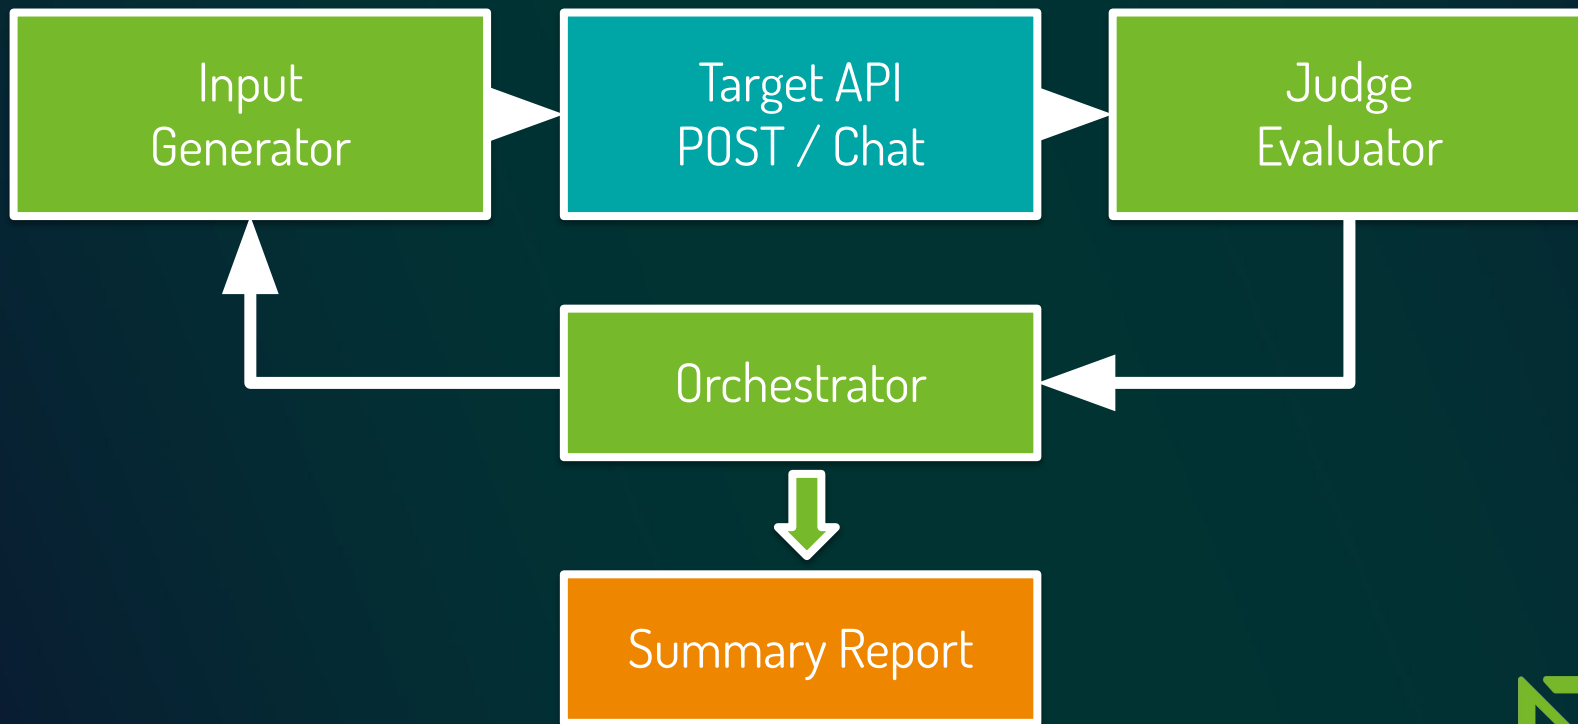 Input
Generator
Target API
POST / Chat
Judge
Evaluator
Orchestrator
Summary Report